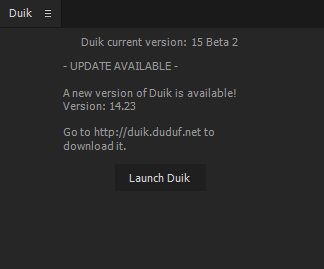 Duik
Duik current version: 15 Beta 2
- UPDATE AVAILABLE -
A new version of Duik is available!
Version: 14.23
Go to http://duik.duduf.net to
download it.
Launch Duik